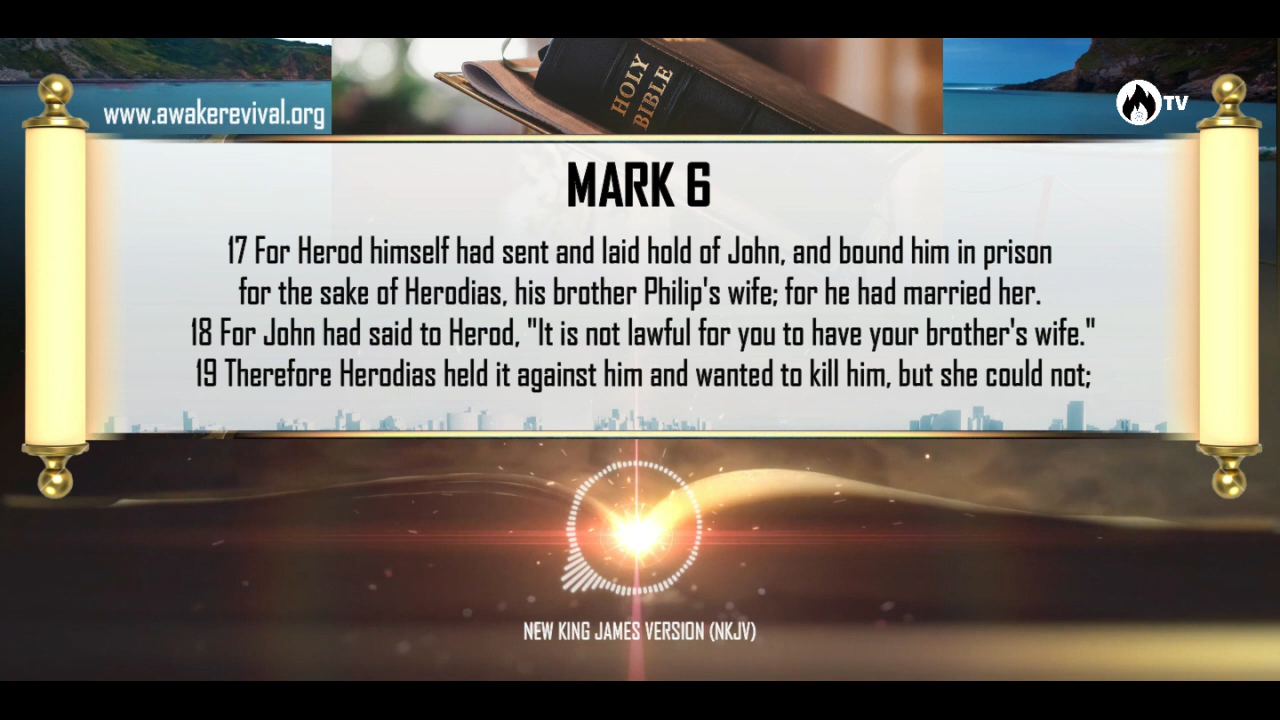 www.awakerevival.org
HOLY
BIBLE
TV
MARK 6
17 For Herod himself had sent and laid hold of John, and bound him in prison
for the sake of Herodias, his brother Philip's wife; for he had married her.
18 For John had said to Herod, "It is not lawful for you to have your brother's wife."
19 Therefore Herodias held it against him and wanted to kill him, but she could not;
NEW KING JAMES VERSION (NKJV)